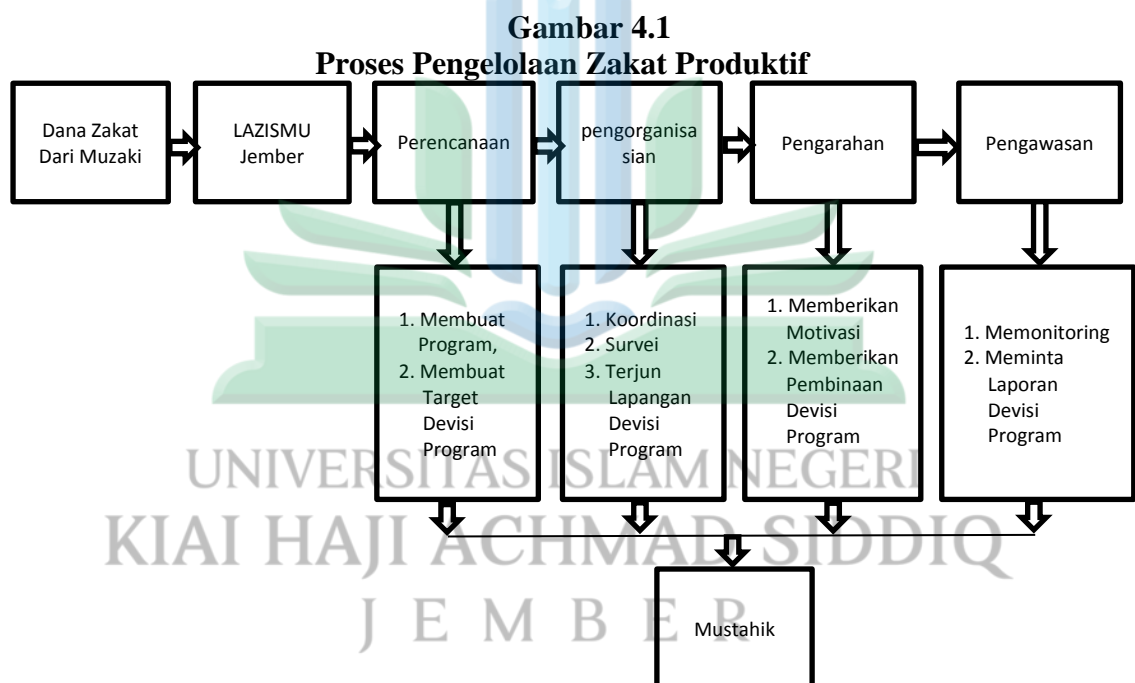 Gambar 4.1
Proses Pengelolaan Zakat Produktif
Dana Zakat
Dari Muzaki
LAZISMU
Jember
Perencanaan
pengorganisa
sian
Pengarahan
Pengawasan
1. Membuat
Program,
2. Membuat
Target
Devisi
Program
1. Koordinasi
2. Survei
3. Terjun
Lapangan
Devisi
Program
1. Memberikan
Motivasi
2. Memberikan
Pembinaan
Devisi
Program
1. Memonitoring
2. Meminta
Laporan
Devisi
Program
UNIVERSITAS ISLAM NEGERI
KIAI HAJI ACHMAD SIDDIQ
JEMBER
Mustahik